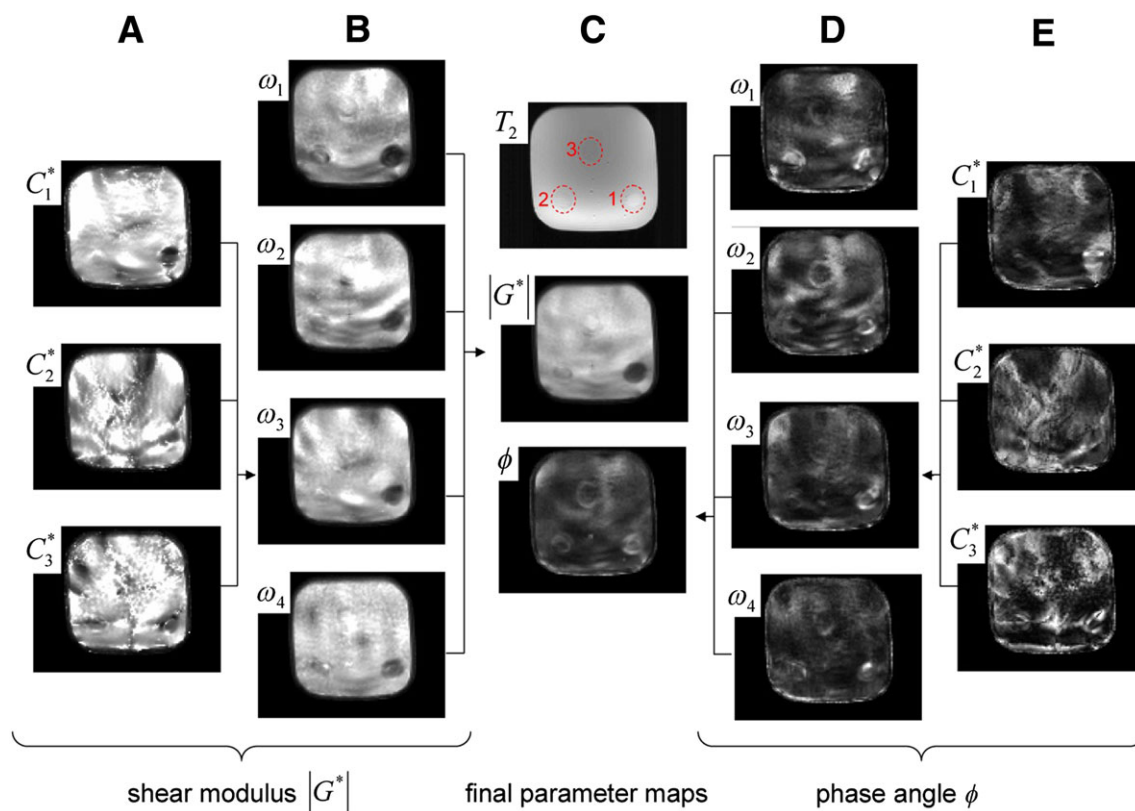 A
B
C
D
E
C₁*
C₂*
C₃*
ω₁
ω₂
ω₃
ω₄
T₂
3
2
1
|G*|
ϕ
ω₁
ω₂
ω₃
ω₄
C₁*
C₂*
C₃*
shear modulus |G*|
final parameter maps
phase angle ϕ